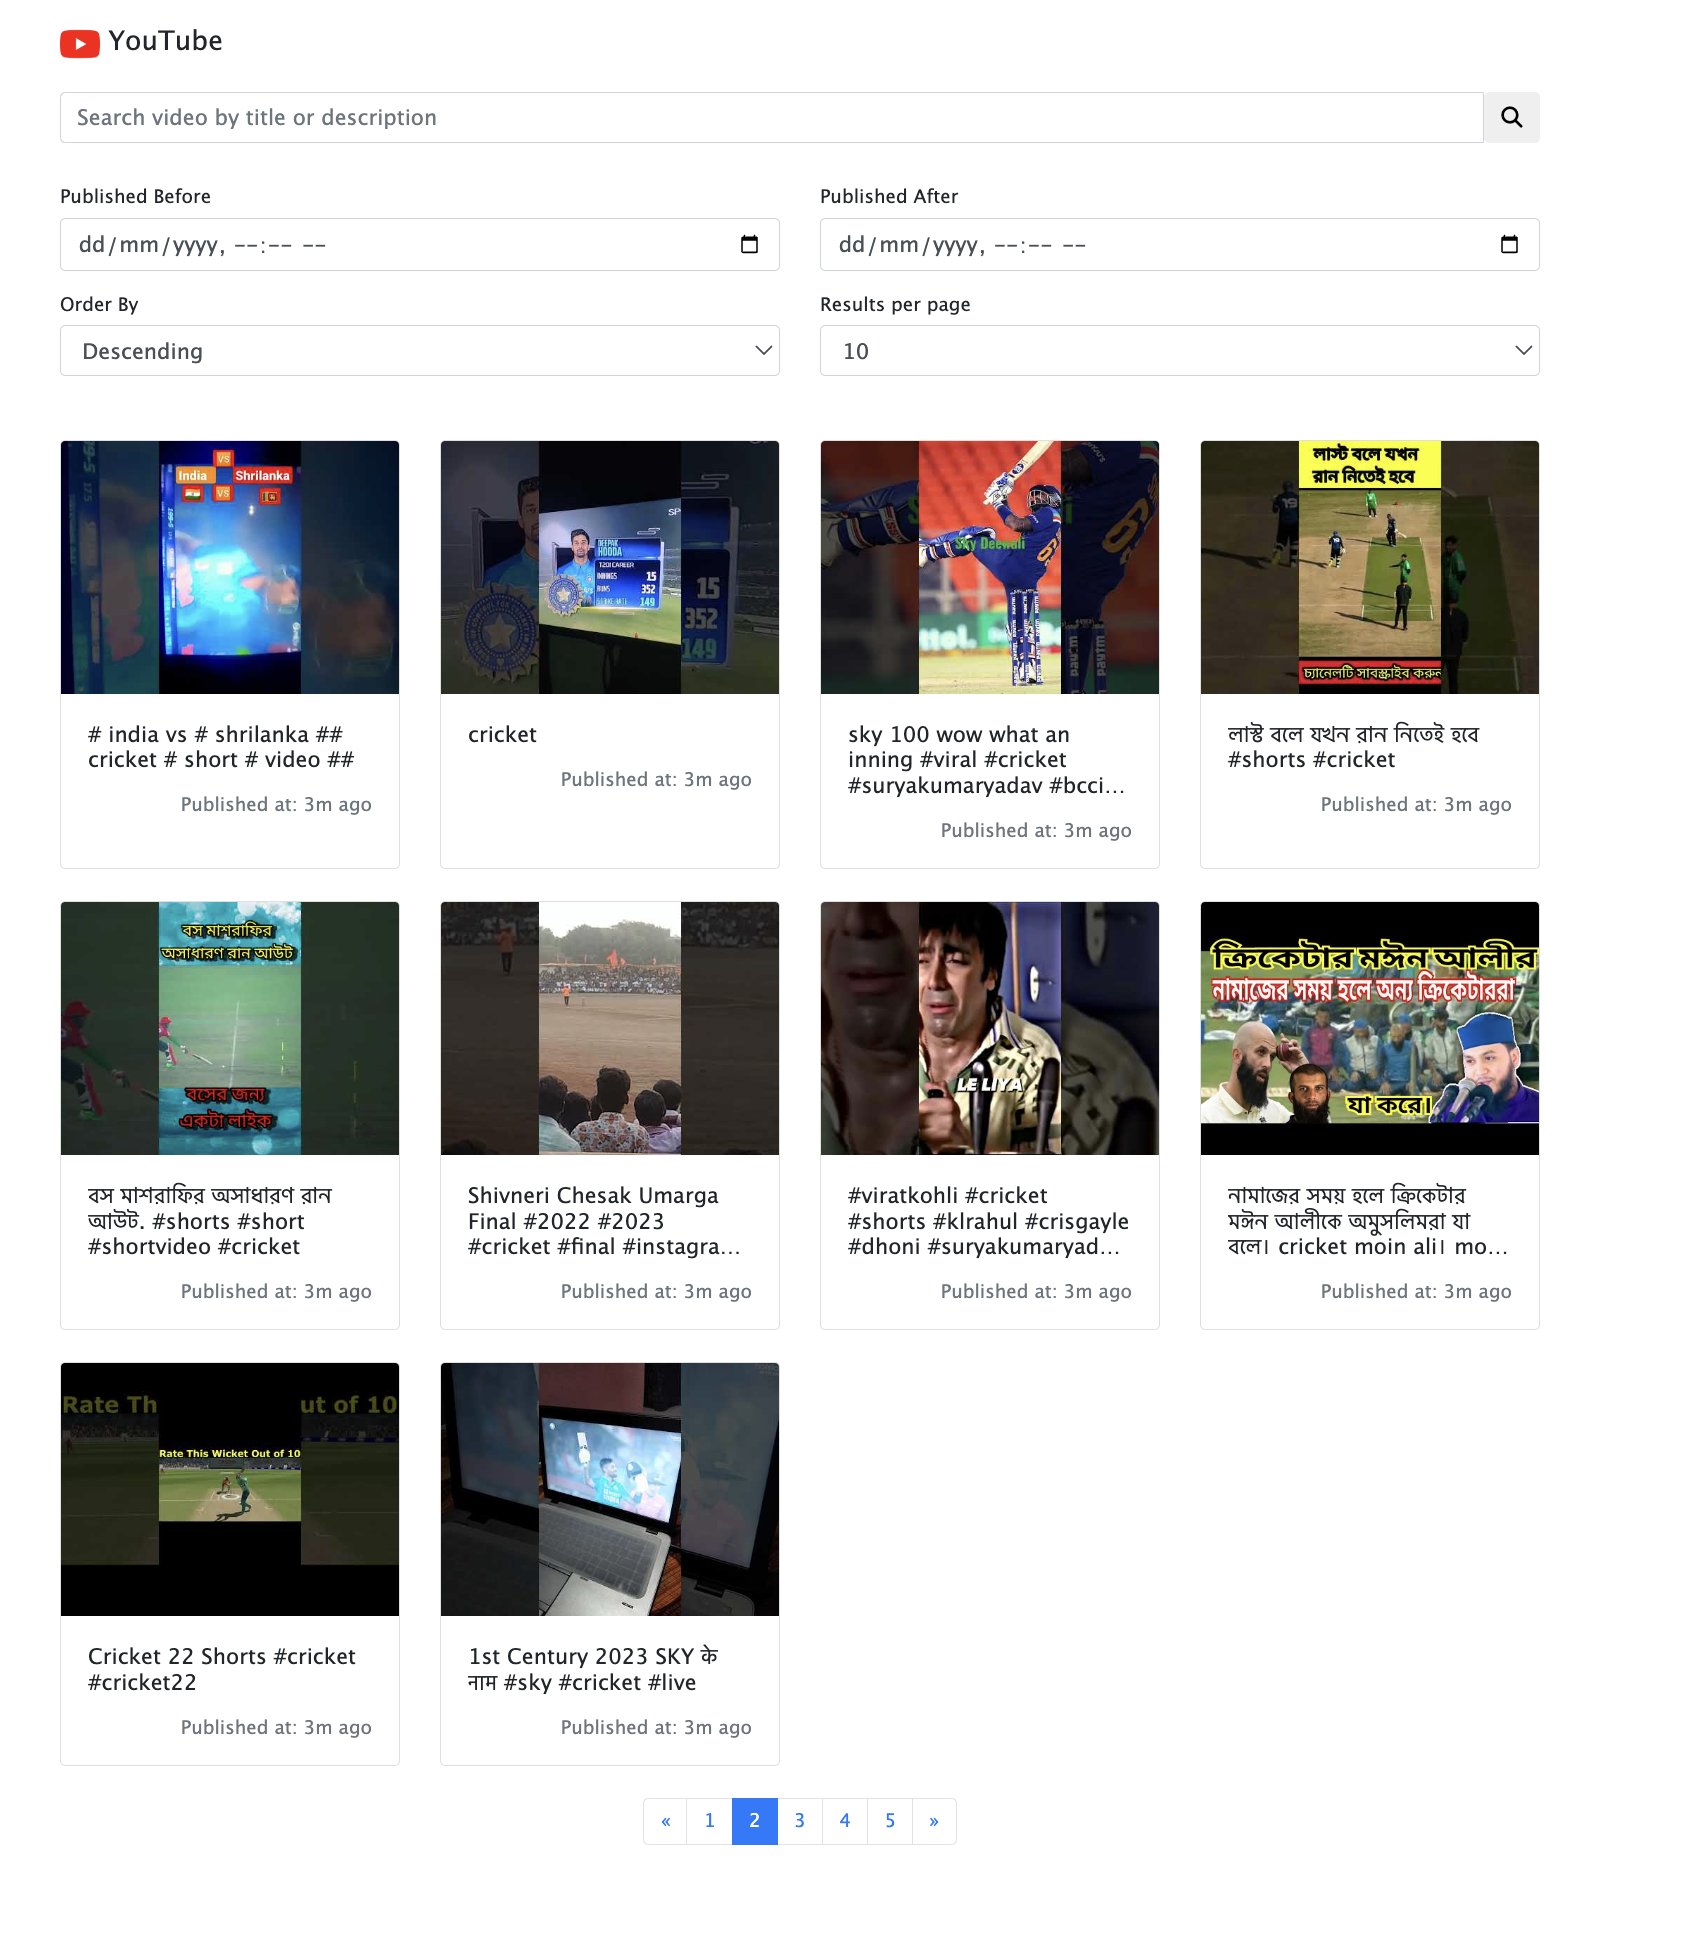 YouTube
Search video by title or description
Published Before
Published After
dd/mm/yyyy, --:-- --
dd/mm/yyyy, --:-- --
Order By
Results per page
Descending
10
VS
India
Shrilanka
VS
# india vs # shrilanka ##
cricket # short # video ##
Published at: 3m ago
DEEPAK
HOODA
T20I CAREER
INNINGS 15
RUNS 352
STRIKE RATE 149
15
352
149
cricket
Published at: 3m ago
Sky Deewali
paytm
sky 100 wow what an
inning #viral #cricket
#suryakumaryadav #bcci...
Published at: 3m ago
লাস্ট বলে যখন
রান নিতেই হবে
চ্যানেলটি সাবস্ক্রাইব করুন
লাস্ট বলে যখন রান নিতেই হবে
#shorts #cricket
Published at: 3m ago
বস মাশরাফির
অসাধারণ রান আউট
বসের জন্য
একটা লাইক
বস মাশরাফির অসাধারণ রান
আউট. #shorts #short
#shortvideo #cricket
Published at: 3m ago
Shivneri Chesak Umarga
Final #2022 #2023
#cricket #final #instagra...
Published at: 3m ago
LE LIYA
#viratkohli #cricket
#shorts #klrahul #crisgayle
#dhoni #suryakumaryad...
Published at: 3m ago
ক্রিকেটার মঈন আলীর
নামাজের সময় হলে অন্য ক্রিকেটাররা
যা করে।
নামাজের সময় হলে ক্রিকেটার
মঈন আলীকে অমুসলিমরা যা
বলে। cricket moin ali। mo...
Published at: 3m ago
Rate Th
ut of 10
Rate This Wicket Out of 10
Cricket 22 Shorts #cricket
#cricket22
Published at: 3m ago
1st Century 2023 SKY के
नाम #sky #cricket #live
Published at: 3m ago
« 1 2 3 4 5 »